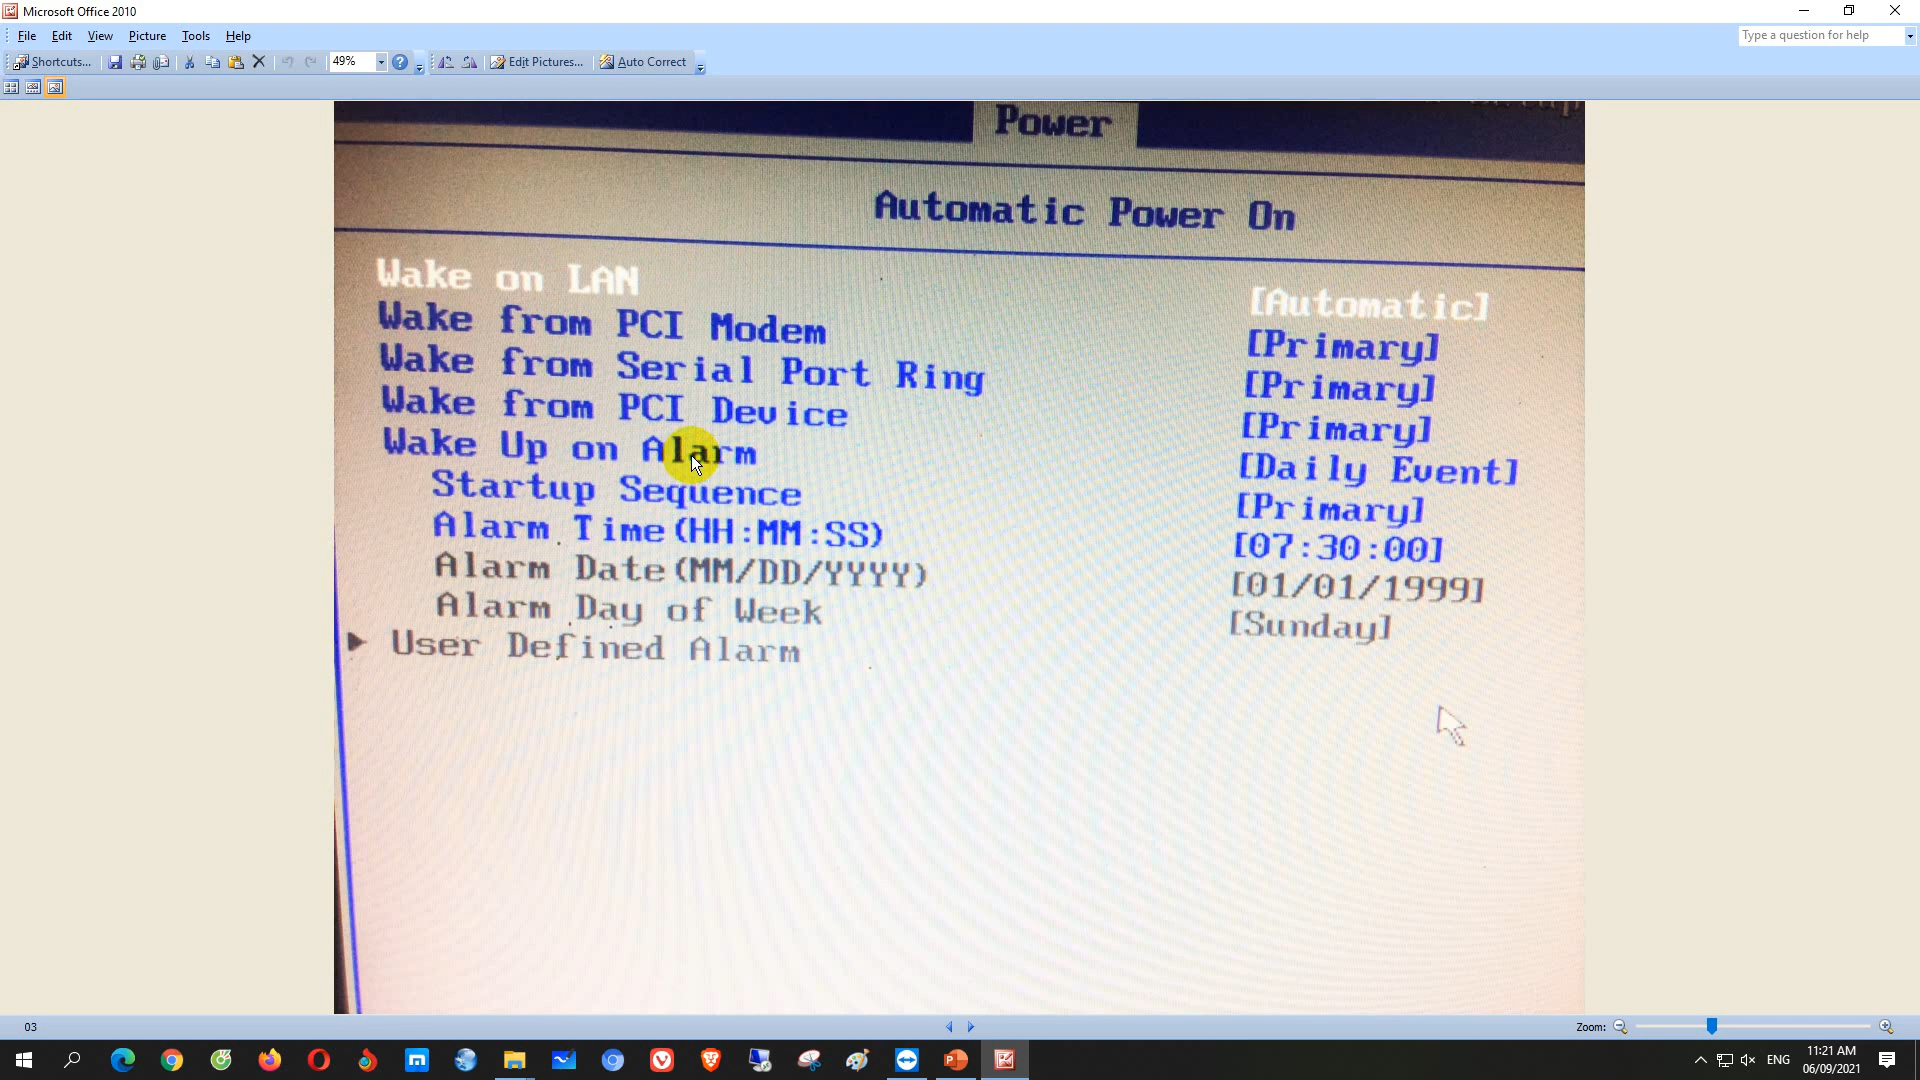 Microsoft Office 2010
File Edit View Picture Tools Help
Type a question for help
Shortcuts... 49% Edit Pictures... Auto Correct
Power
Automatic Power On
Wake on LAN [Automatic]
Wake from PCI Modem [Primary]
Wake from Serial Port Ring [Primary]
Wake from PCI Device [Primary]
Wake Up on Alarm [Daily Event]
Startup Sequence [Primary]
Alarm Time(HH:MM:SS) [07:30:00]
Alarm Date(MM/DD/YYYY) [01/01/1999]
Alarm Day of Week [Sunday]
User Defined Alarm
03 Zoom:
ENG 11:21 AM
06/09/2021